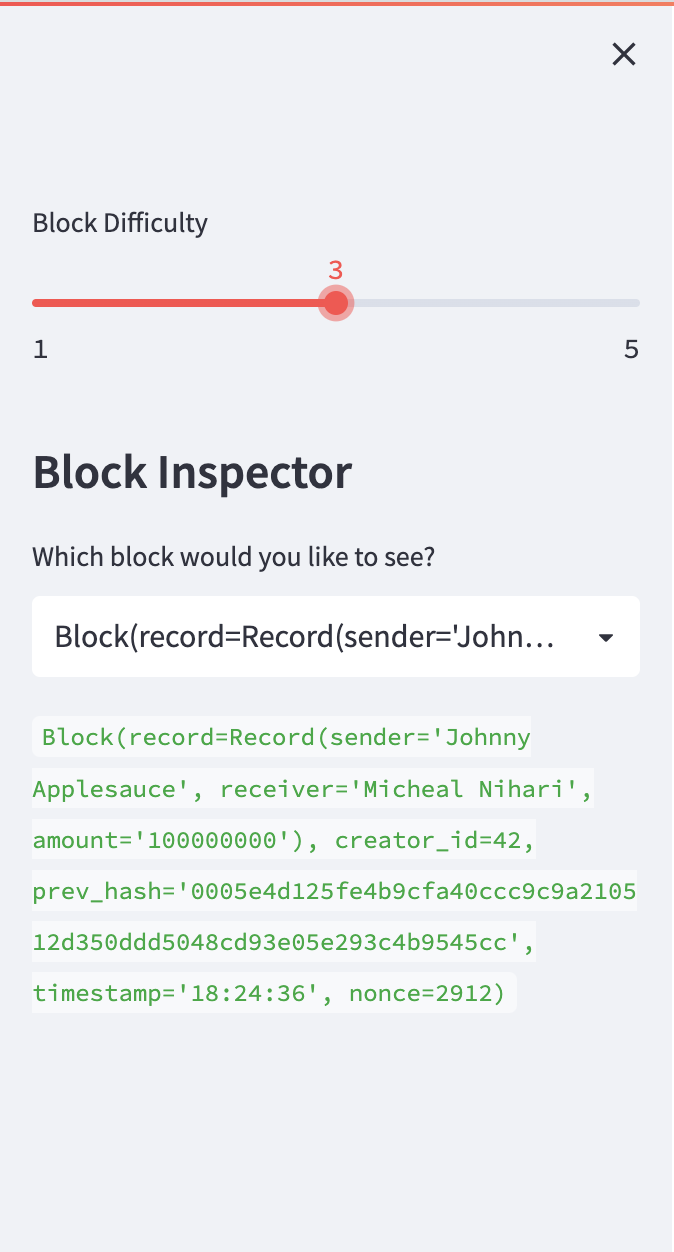 Block Difficulty
3
1 5
Block Inspector
Which block would you like to see?
Block(record=Record(sender='John...
Block(record=Record(sender='Johnny
Applesauce', receiver='Micheal Nihari',
amount='100000000'), creator_id=42,
prev_hash='0005e4d125fe4b9cfa40ccc9c9a2105
12d350ddd5048cd93e05e293c4b9545cc',
timestamp='18:24:36', nonce=2912)